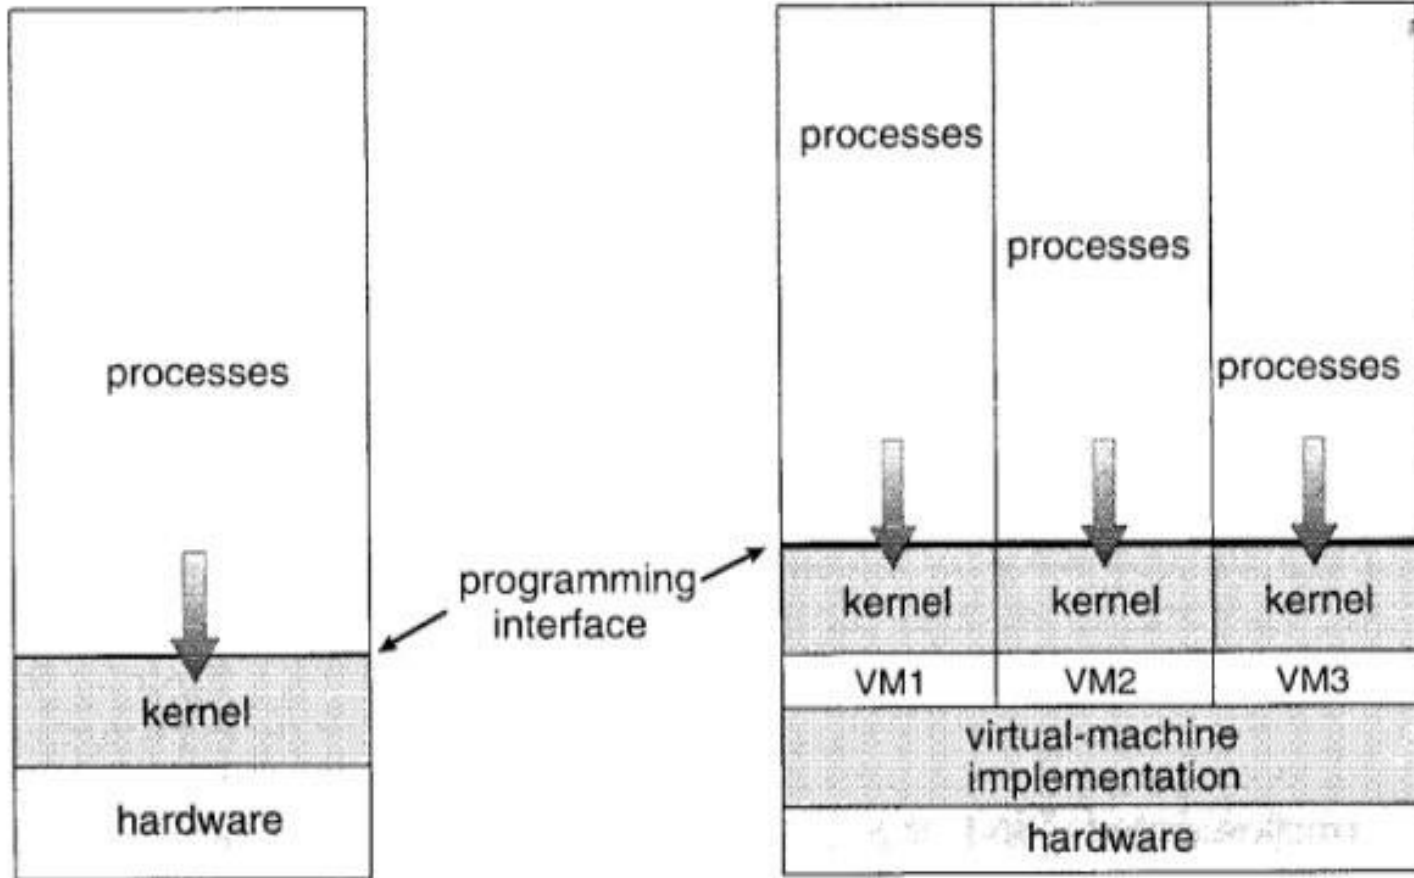 processes
kernel
hardware
programming
interface
processes
processes
processes
kernel
kernel
kernel
VM1
VM2
VM3
virtual-machine
implementation
hardware